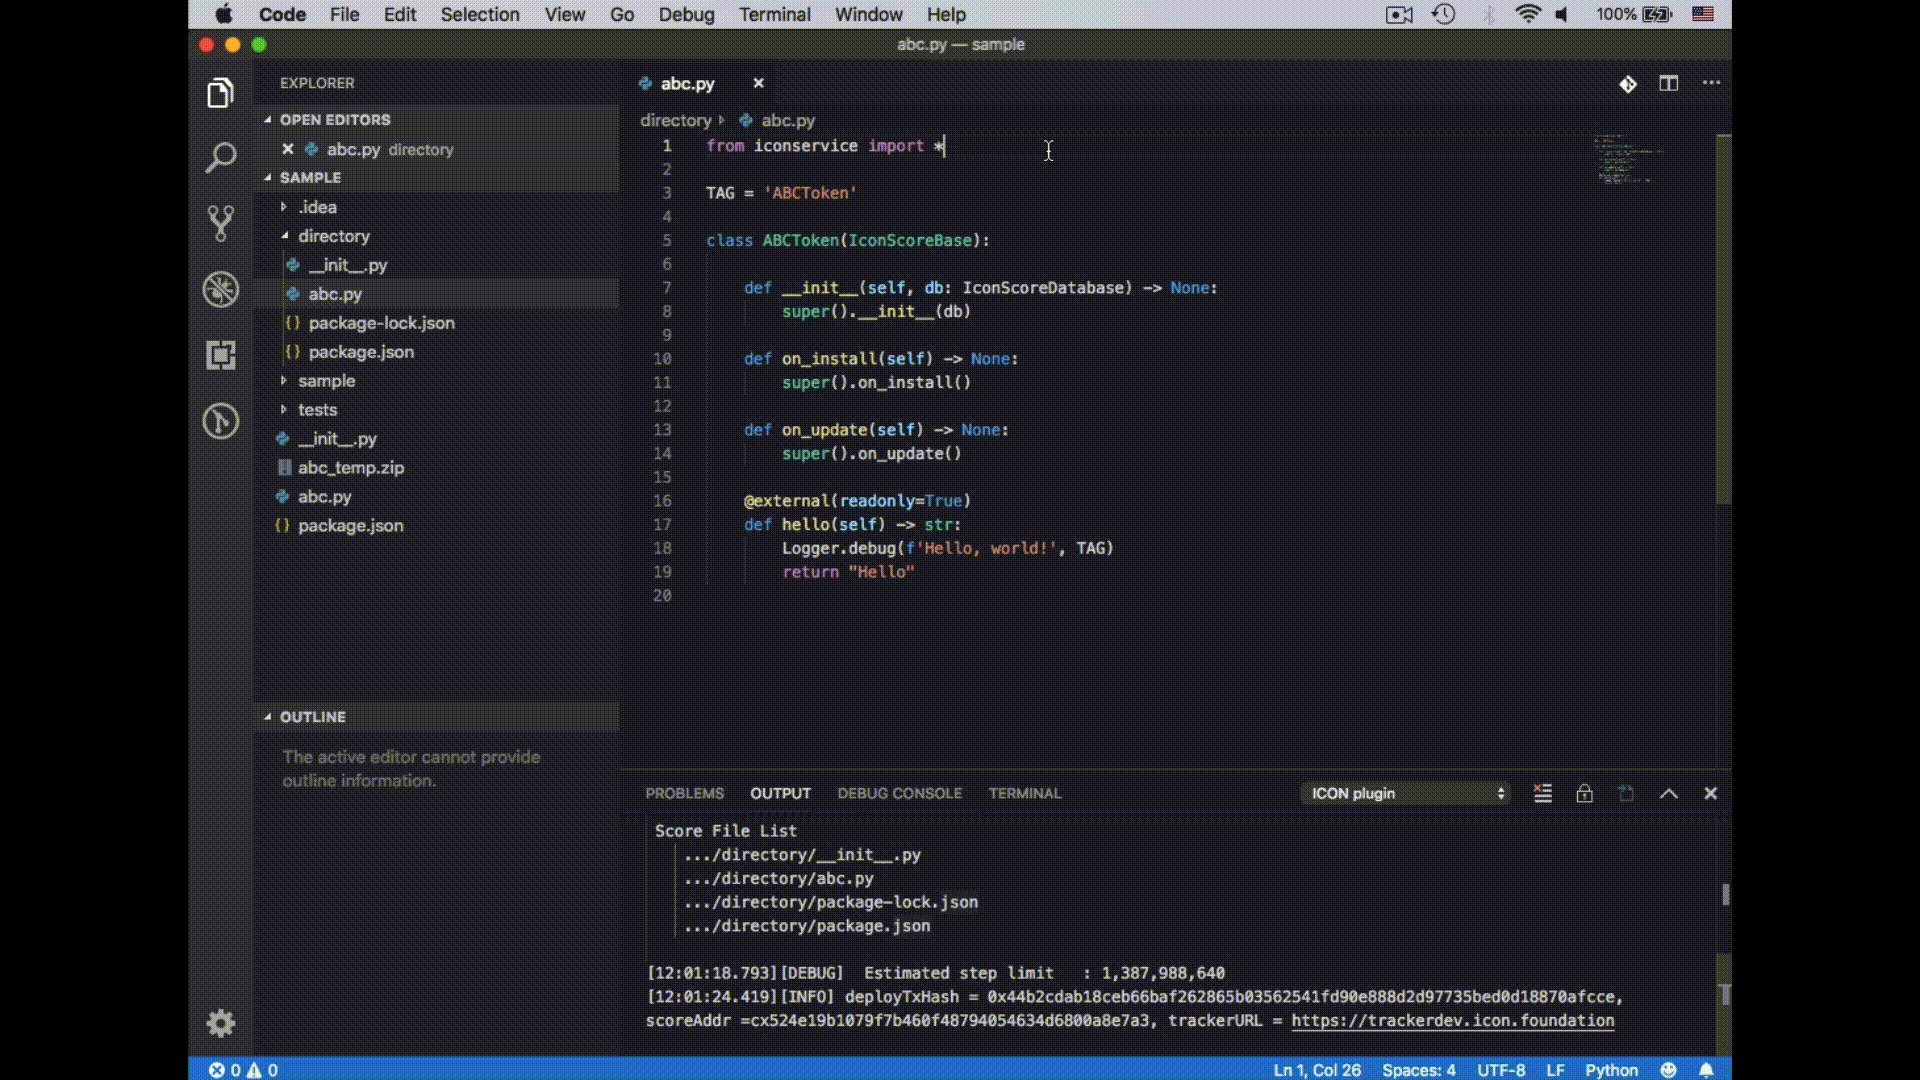 Code File Edit Selection View Go Debug Terminal Window Help 100%
abc.py — sample
EXPLORER
OPEN EDITORS
abc.py directory
SAMPLE
.idea
directory
__init__.py
abc.py
package-lock.json
package.json
sample
tests
__init__.py
abc_temp.zip
abc.py
package.json
OUTLINE
The active editor cannot provide
outline information.
abc.py
directory abc.py
1 from iconservice import *
2
3 TAG = 'ABCToken'
4
5 class ABCToken(IconScoreBase):
6
7 def __init__(self, db: IconScoreDatabase) -> None:
8 super().__init__(db)
9
10 def on_install(self) -> None:
11 super().on_install()
12
13 def on_update(self) -> None:
14 super().on_update()
15
16 @external(readonly=True)
17 def hello(self) -> str:
18 Logger.debug(f'Hello, world!', TAG)
19 return "Hello"
20
PROBLEMS OUTPUT DEBUG CONSOLE TERMINAL ICON plugin
Score File List
.../directory/__init__.py
.../directory/abc.py
.../directory/package-lock.json
.../directory/package.json
[12:01:18.793][DEBUG] Estimated step limit : 1,387,988,640
[12:01:24.419][INFO] deployTxHash = 0x44b2cdab18ceb66baf262865b03562541fd90e888d2d97735bed0d18870afcce,
scoreAddr =cx524e19b1079f7b460f48794054634d6800a8e7a3, trackerURL = https://trackerdev.icon.foundation
0 0 Ln 1, Col 26 Spaces: 4 UTF-8 LF Python